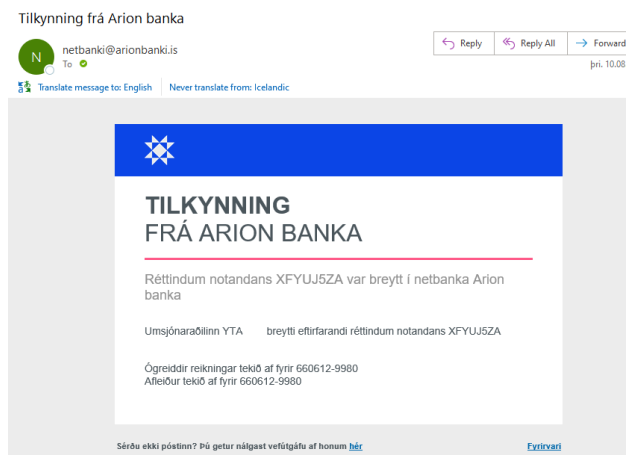 Tilkynning frá Arion banka
N
netbanki@arionbanki.is
To
Reply
Reply All
Forward
þri. 10.08
Translate message to: English
Never translate from: Icelandic
TILKYNNING
FRÁ ARION BANKA
Réttindum notandans XFYUJ5ZA var breytt í netbanka Arion
banka
Umsjónaraðilinn YTA breytti eftirfarandi réttindum notandans XFYUJ5ZA
Ógreiddir reikningar tekið af fyrir 660612-9980
Afleiður tekið af fyrir 660612-9980
Sérðu ekki póstinn? Þú getur nálgast vefútgáfu af honum hér
Fyrirvari